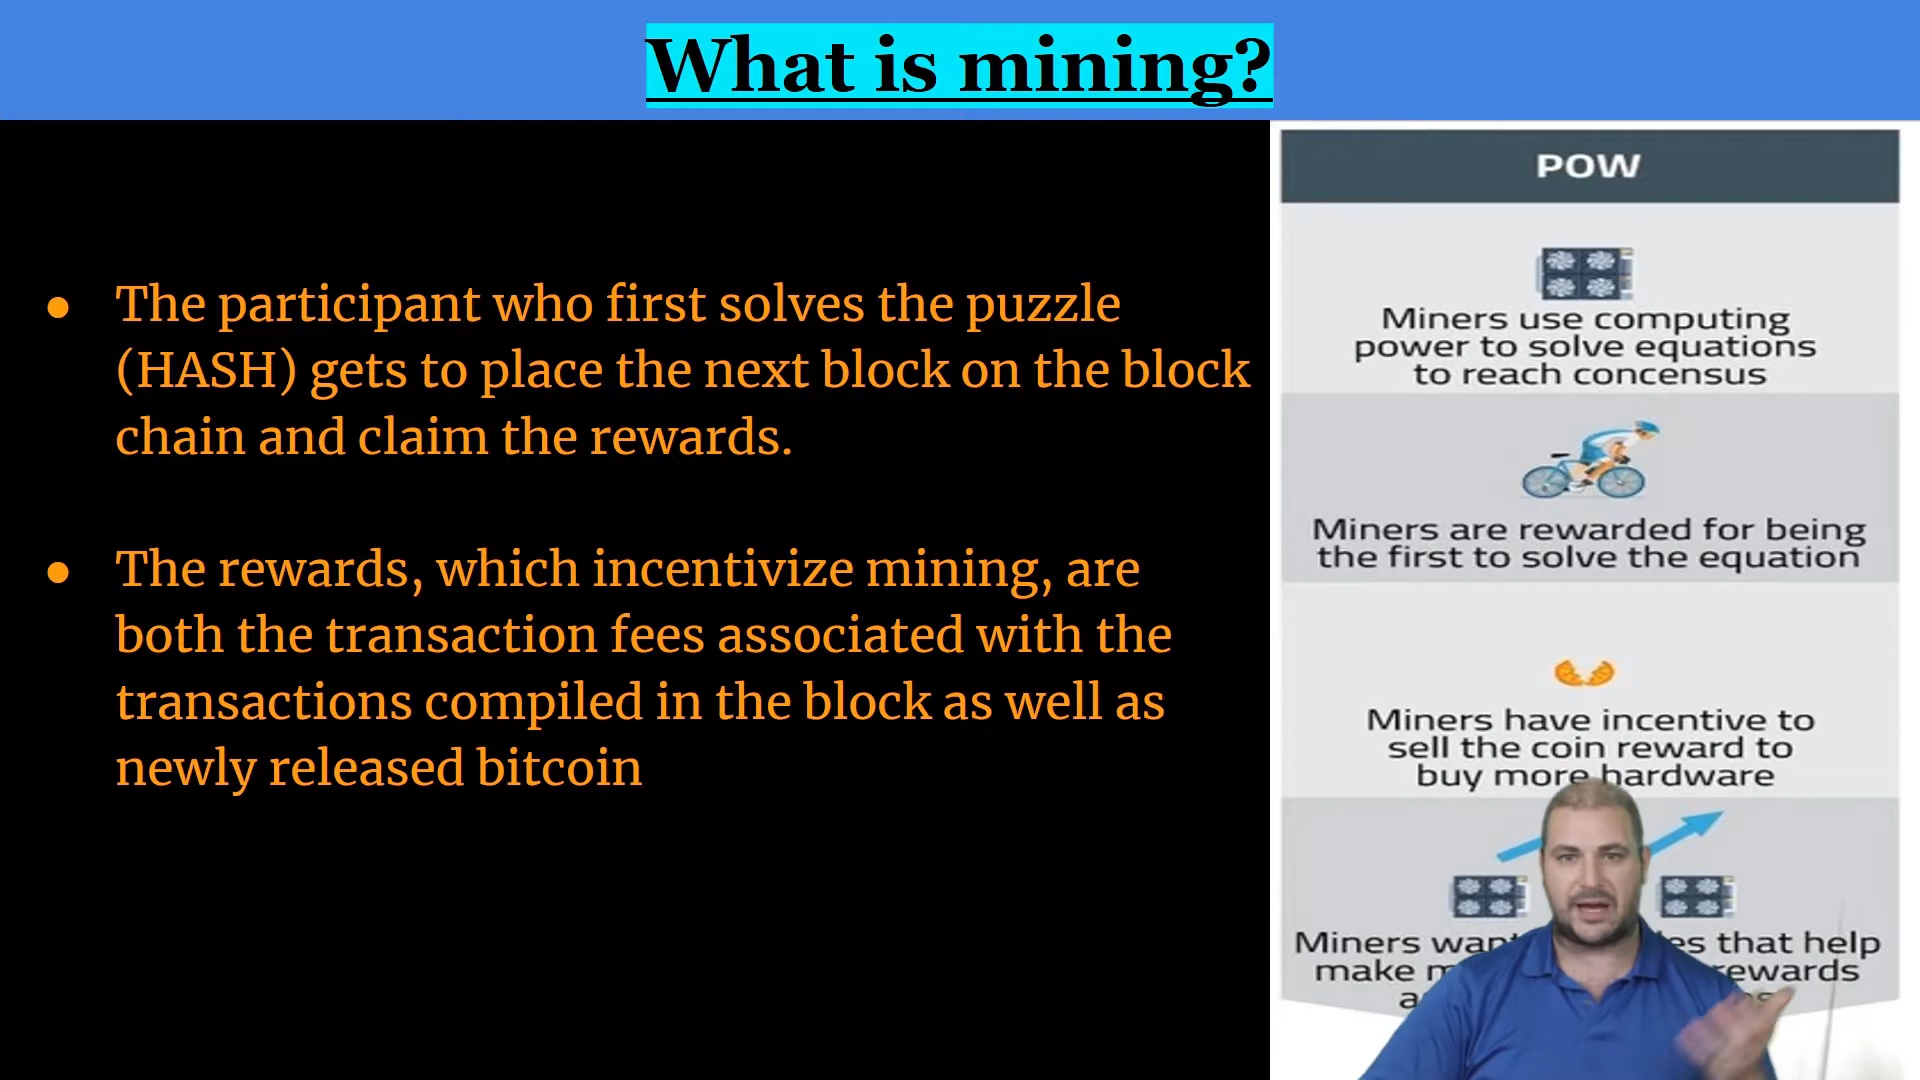 What is mining?
● The participant who first solves the puzzle
(HASH) gets to place the next block on the block
chain and claim the rewards.
● The rewards, which incentivize mining, are
both the transaction fees associated with the
transactions compiled in the block as well as
newly released bitcoin
POW
Miners use computing
power to solve equations
to reach concensus
Miners are rewarded for being
the first to solve the equation
Miners have incentive to
sell the coin reward to
buy more hardware
Miners that help
make